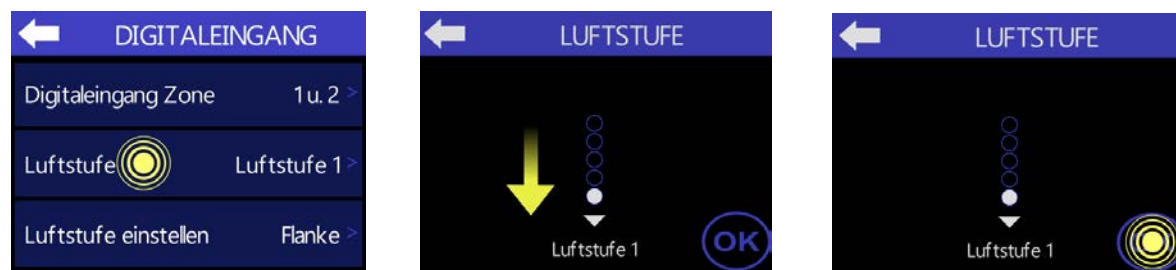 DIGITALEINGANG
Digitaleingang Zone 1 u. 2 >
Luftstufe Luftstufe 1 >
Luftstufe einstellen Flanke >
LUFTSTUFE
Luftstufe 1
OK
LUFTSTUFE
Luftstufe 1